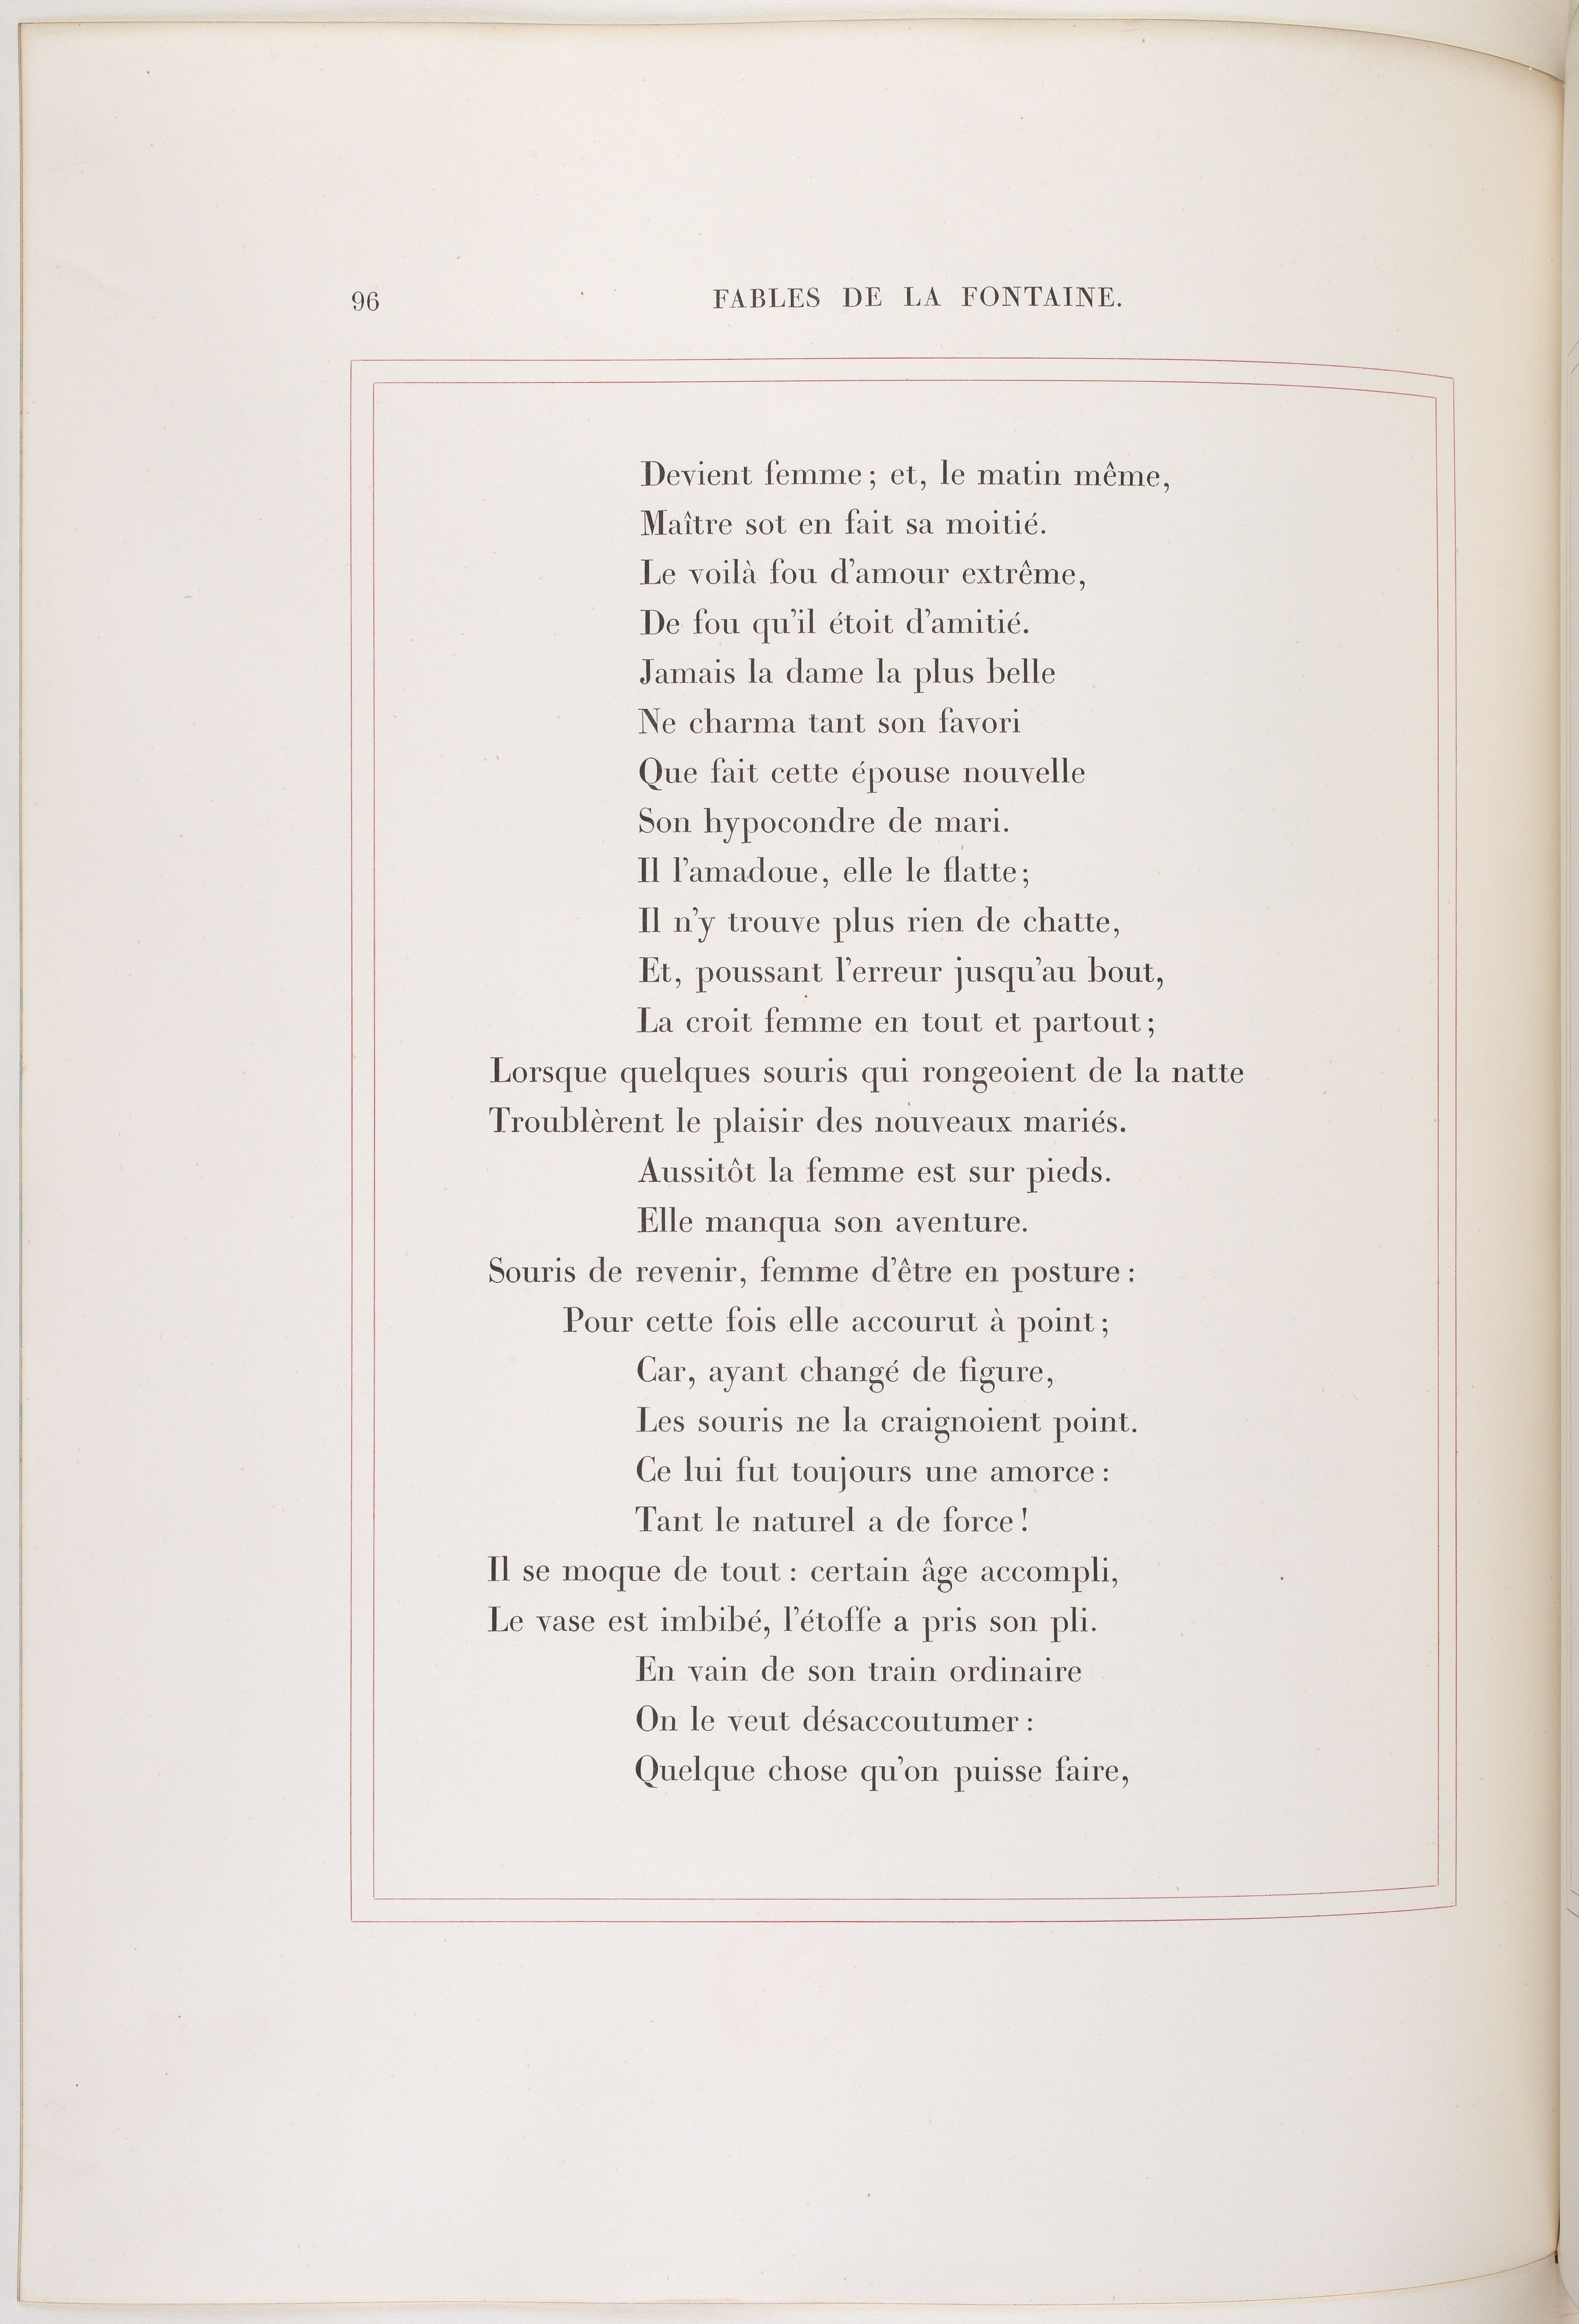 96 FABLES DE LA FONTAINE.
Devient femme ; et, le matin même,
Maître sot en fait sa moitié.
Le voilà fou d'amour extrême,
De fou qu'il étoit d'amitié.
Jamais la dame la plus belle
Ne charma tant son favori
Que fait cette épouse nouvelle
Son hypocondre de mari.
Il l'amadoue, elle le flatte ;
Il n'y trouve plus rien de chatte,
Et, poussant l'erreur jusqu'au bout,
La croit femme en tout et partout ;
Lorsque quelques souris qui rongeoient de la natte
Troublèrent le plaisir des nouveaux mariés.
Aussitôt la femme est sur pieds.
Elle manqua son aventure.
Souris de revenir, femme d'être en posture :
Pour cette fois elle accourut à point ;
Car, ayant changé de figure,
Les souris ne la craignoient point.
Ce lui fut toujours une amorce :
Tant le naturel a de force !
Il se moque de tout : certain âge accompli,
Le vase est imbibé, l'étoffe a pris son pli.
En vain de son train ordinaire
On le veut désaccoutumer :
Quelque chose qu'on puisse faire,